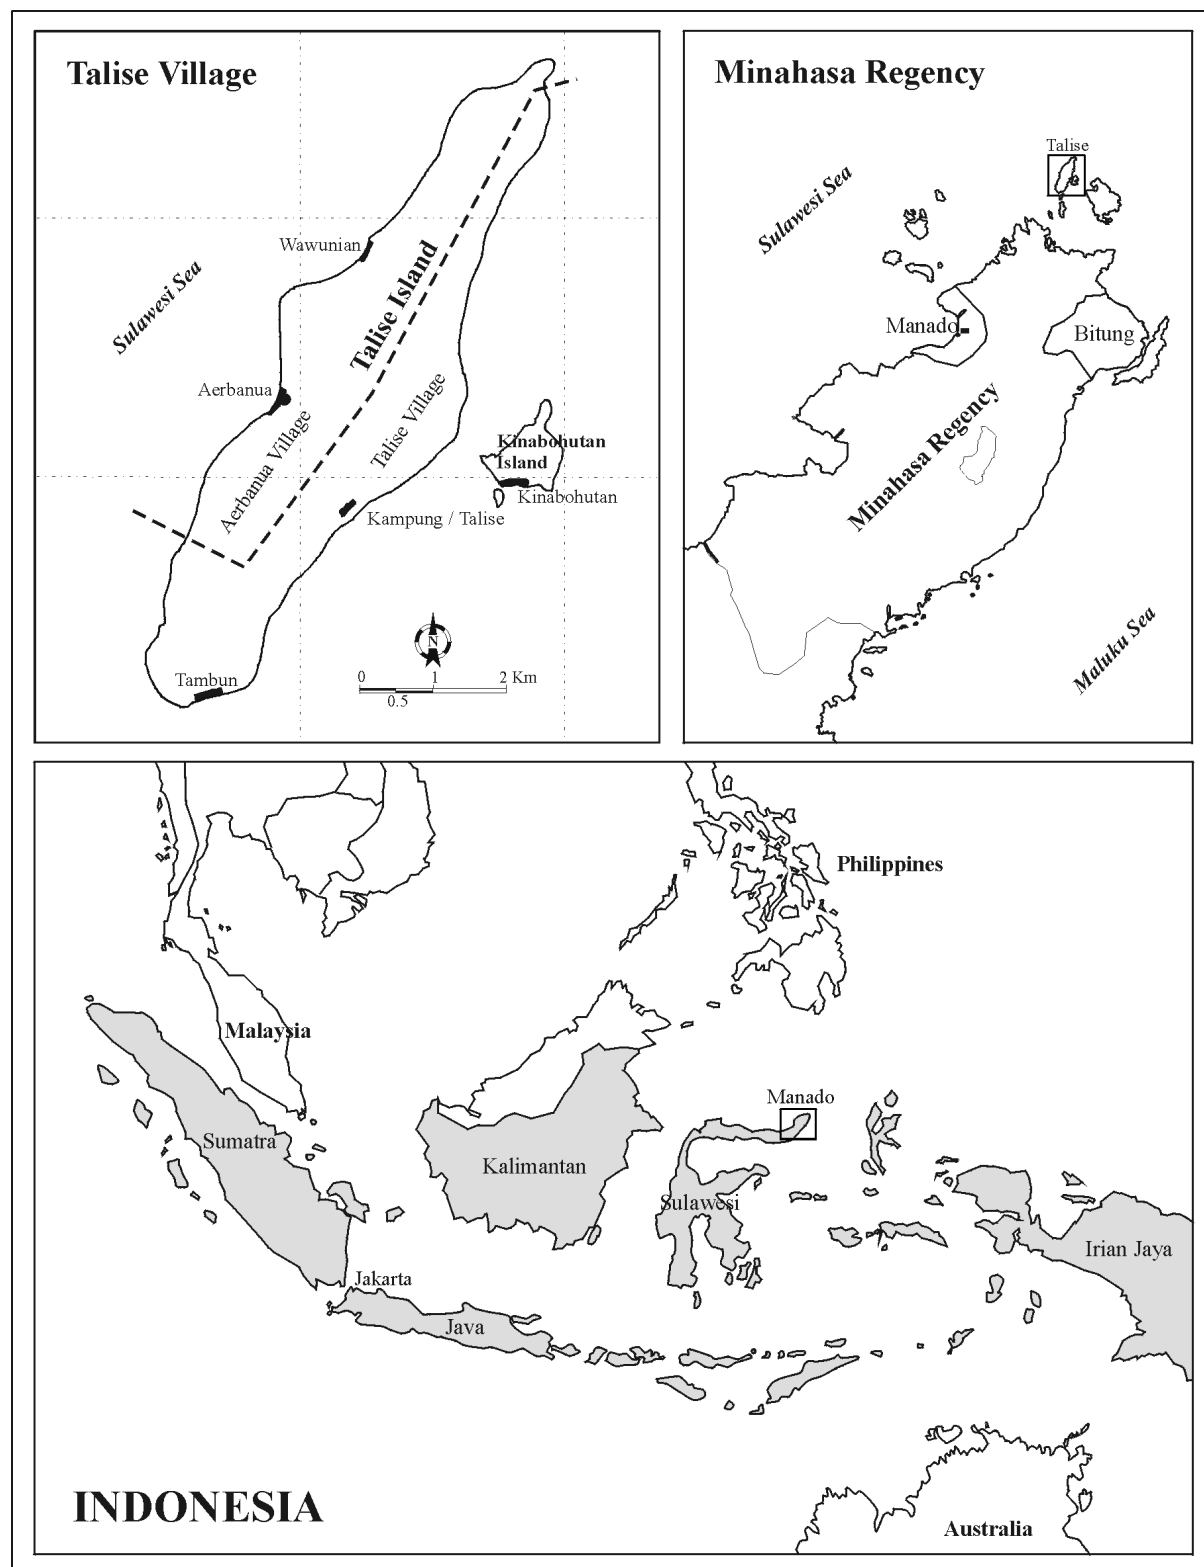 Talise Village
Wawunian
Sulawesi Sea
Talise Island
Aerbanua
Aerbanua Village
Talise Village
Kinabohutan
Island
Kinabohutan
Kampung / Talise
N
Tambun
0 1 2 Km
0.5
Minahasa Regency
Talise
Sulawesi Sea
Manado
Bitung
Minahasa Regency
Maluku Sea
Philippines
Malaysia
Manado
Sumatra
Kalimantan
Sulawesi
Irian Jaya
Jakarta
Java
INDONESIA
Australia